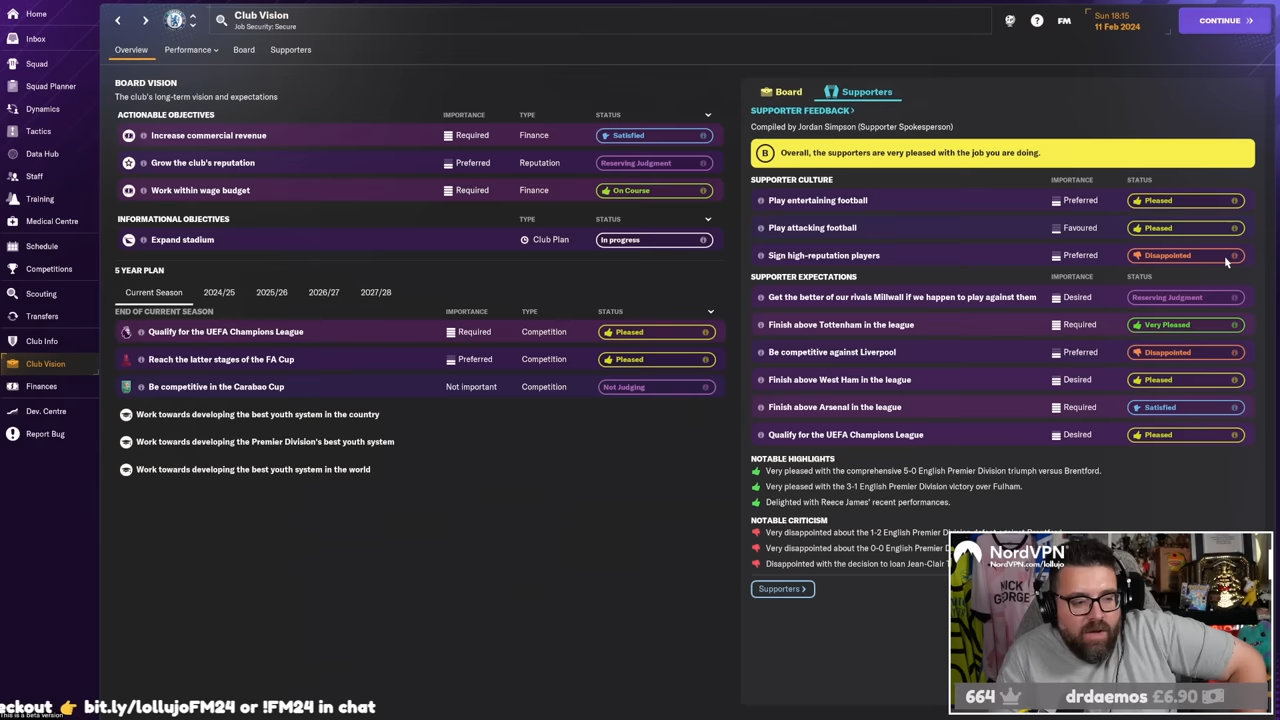 Home
Inbox
Squad
Squad Planner
Dynamics
Tactics
Data Hub
Staff
Training
Medical Centre
Schedule
Competitions
Scouting
Transfers
Club Info
Club Vision
Finances
Dev. Centre
Report Bug
Club Vision
Job Security: Secure
FM
Sun 18:15
11 Feb 2024
CONTINUE
Overview
Performance
Board
Supporters
BOARD VISION
The club's long-term vision and expectations
ACTIONABLE OBJECTIVES IMPORTANCE TYPE STATUS
Increase commercial revenue Required Finance Satisfied
Grow the club's reputation Preferred Reputation Reserving Judgment
Work within wage budget Required Finance On Course
INFORMATIONAL OBJECTIVES TYPE STATUS
Expand stadium Club Plan In progress
5 YEAR PLAN
Current Season 2024/25 2025/26 2026/27 2027/28
END OF CURRENT SEASON IMPORTANCE TYPE STATUS
Qualify for the UEFA Champions League Required Competition Pleased
Reach the latter stages of the FA Cup Preferred Competition Pleased
Be competitive in the Carabao Cup Not important Competition Not Judging
Work towards developing the best youth system in the country
Work towards developing the Premier Division's best youth system
Work towards developing the best youth system in the world
Board Supporters
SUPPORTER FEEDBACK >
Compiled by Jordan Simpson (Supporter Spokesperson)
B Overall, the supporters are very pleased with the job you are doing.
SUPPORTER CULTURE IMPORTANCE STATUS
Play entertaining football Preferred Pleased
Play attacking football Favoured Pleased
Sign high-reputation players Preferred Disappointed
SUPPORTER EXPECTATIONS IMPORTANCE STATUS
Get the better of our rivals Millwall if we happen to play against them Desired Reserving Judgment
Finish above Tottenham in the league Required Very Pleased
Be competitive against Liverpool Preferred Disappointed
Finish above West Ham in the league Desired Pleased
Finish above Arsenal in the league Required Satisfied
Qualify for the UEFA Champions League Desired Pleased
NOTABLE HIGHLIGHTS
Very pleased with the comprehensive 5-0 English Premier Division triumph versus Brentford.
Very pleased with the 3-1 English Premier Division victory over Fulham.
Delighted with Reece James' recent performances.
NOTABLE CRITICISM
Very disappointed about the 1-2 English Premier
Very disappointed about the 0-0 English Premier
Disappointed with the decision to loan Jean-Clair
Supporters >
NordVPN
NordVPN.com/lollujo
NICK
GEORGE
664 drdaemos £6.90
eckout 👉 bit.ly/lollujoFM24 or !FM24 in chat
This is a beta version